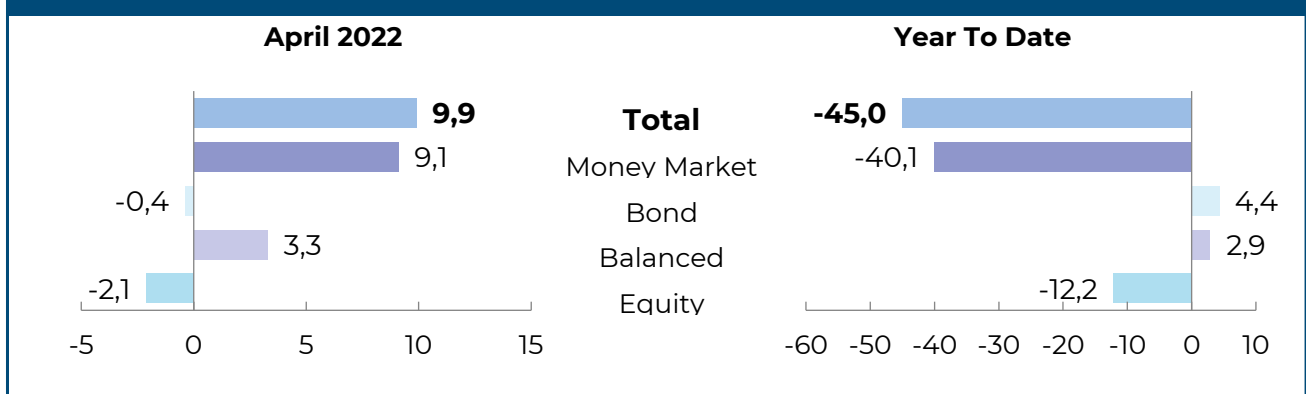 April 2022
Year To Date
9,9
Total
-45,0
9,1
Money Market
-40,1
-0,4
Bond
4,4
3,3
Balanced
2,9
-2,1
Equity
-12,2
-5 0 5 10 15
-60 -50 -40 -30 -20 -10 0 10